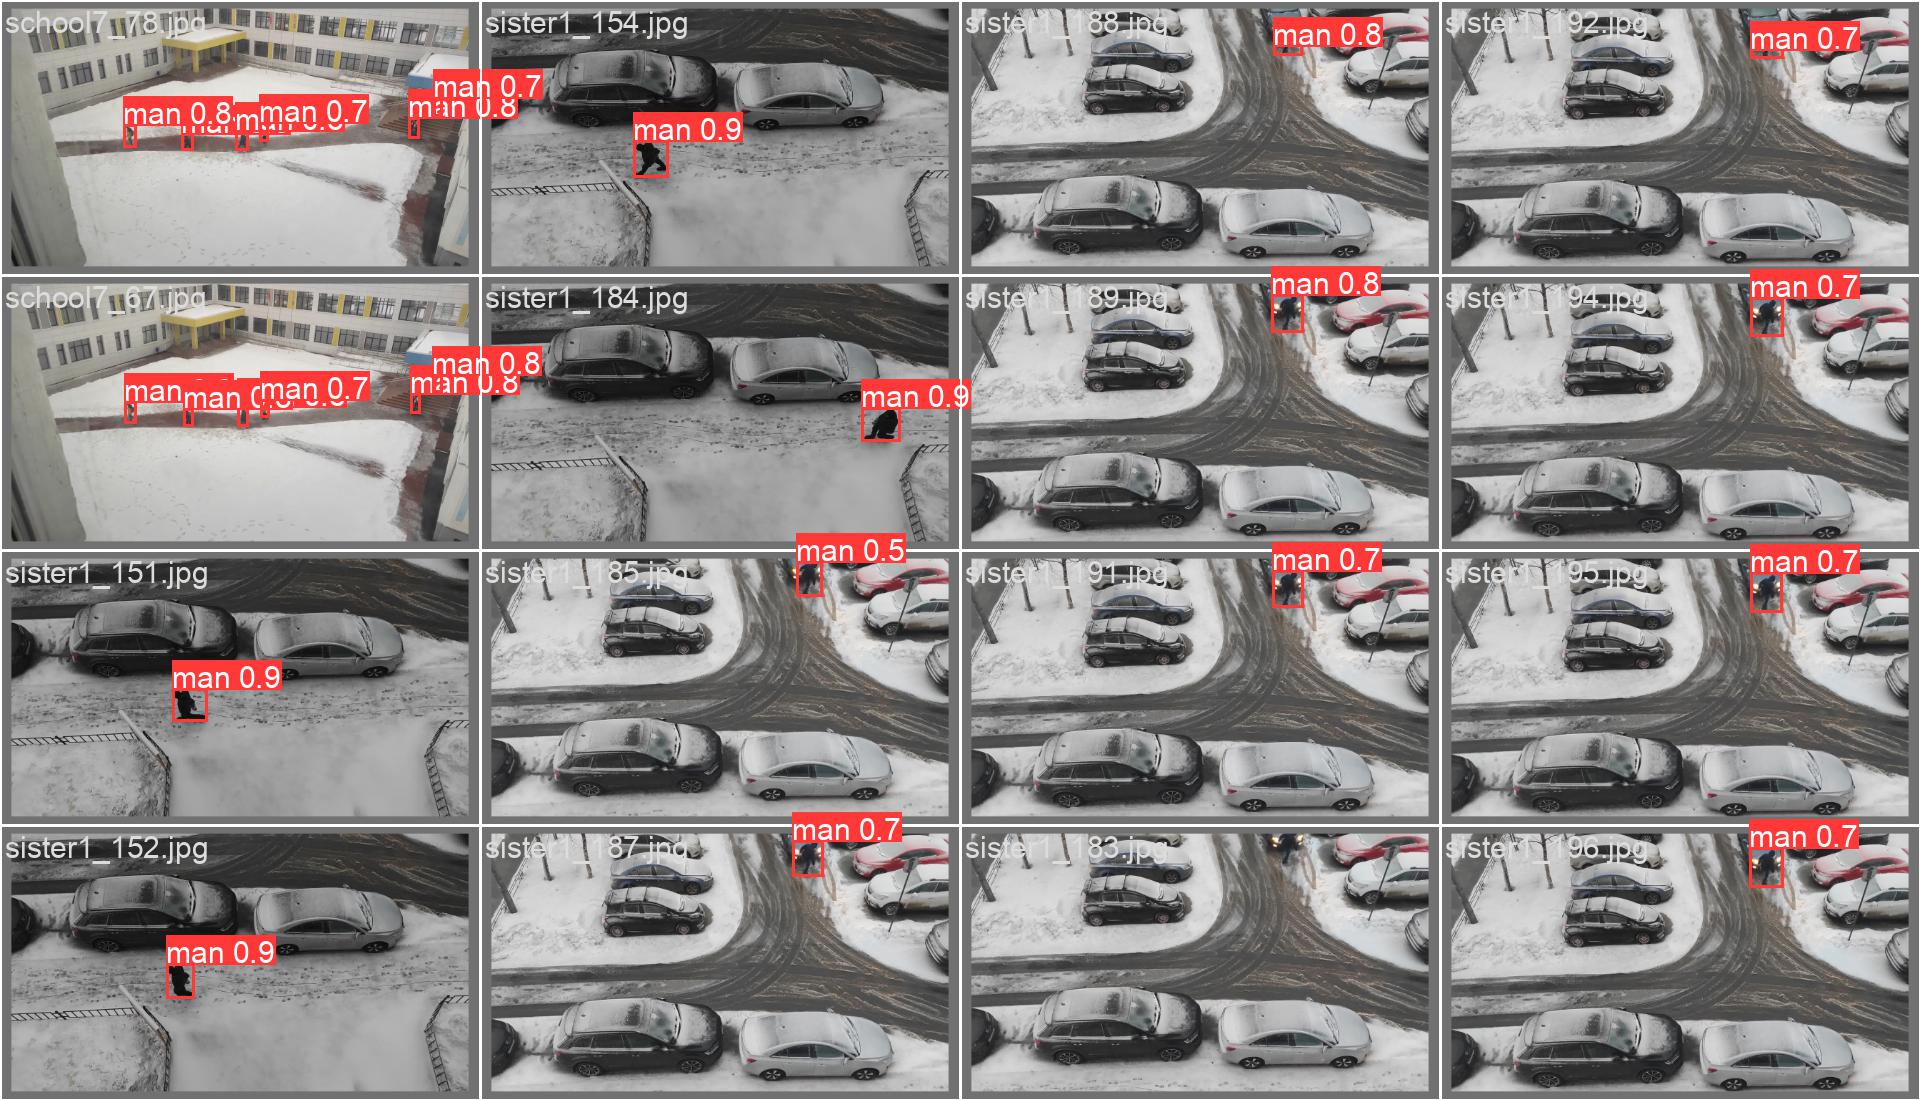 school7_78.jpg
man 0.8
man 0.7
man 0.7
man 0.8
sister1_154.jpg
man 0.9
sister1_188.jpg
man 0.8
sister1_192.jpg
man 0.7
school7_67.jpg
man
man 0.8
man 0.7
man 0.8
man 0.8
sister1_184.jpg
man 0.9
sister1_189.jpg
man 0.8
sister1_194.jpg
man 0.7
sister1_151.jpg
man 0.9
sister1_185.jpg
man 0.5
sister1_191.jpg
man 0.7
sister1_195.jpg
man 0.7
sister1_152.jpg
man 0.9
sister1_187.jpg
man 0.7
sister1_183.jpg
sister1_196.jpg
man 0.7